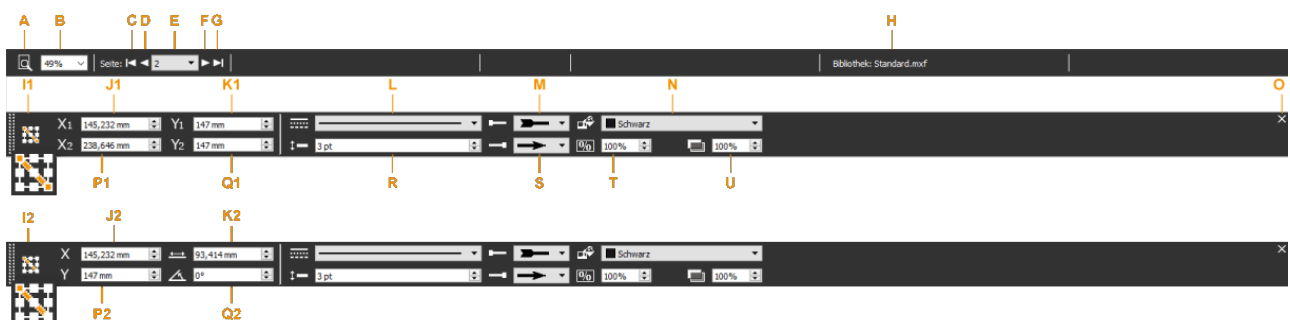 A B C D E F G H
49% Seite: 2 Bibliothek: Standard.mxf
I1 J1 K1 L M N O
X1 145,232 mm Y1 147 mm Schwarz
X2 238,646 mm Y2 147 mm 3 pt % 100% 100%
P1 Q1 R S T U
I2 J2 K2
X 145,232 mm 93,414 mm Schwarz
Y 147 mm 0° 3 pt % 100% 100%
P2 Q2